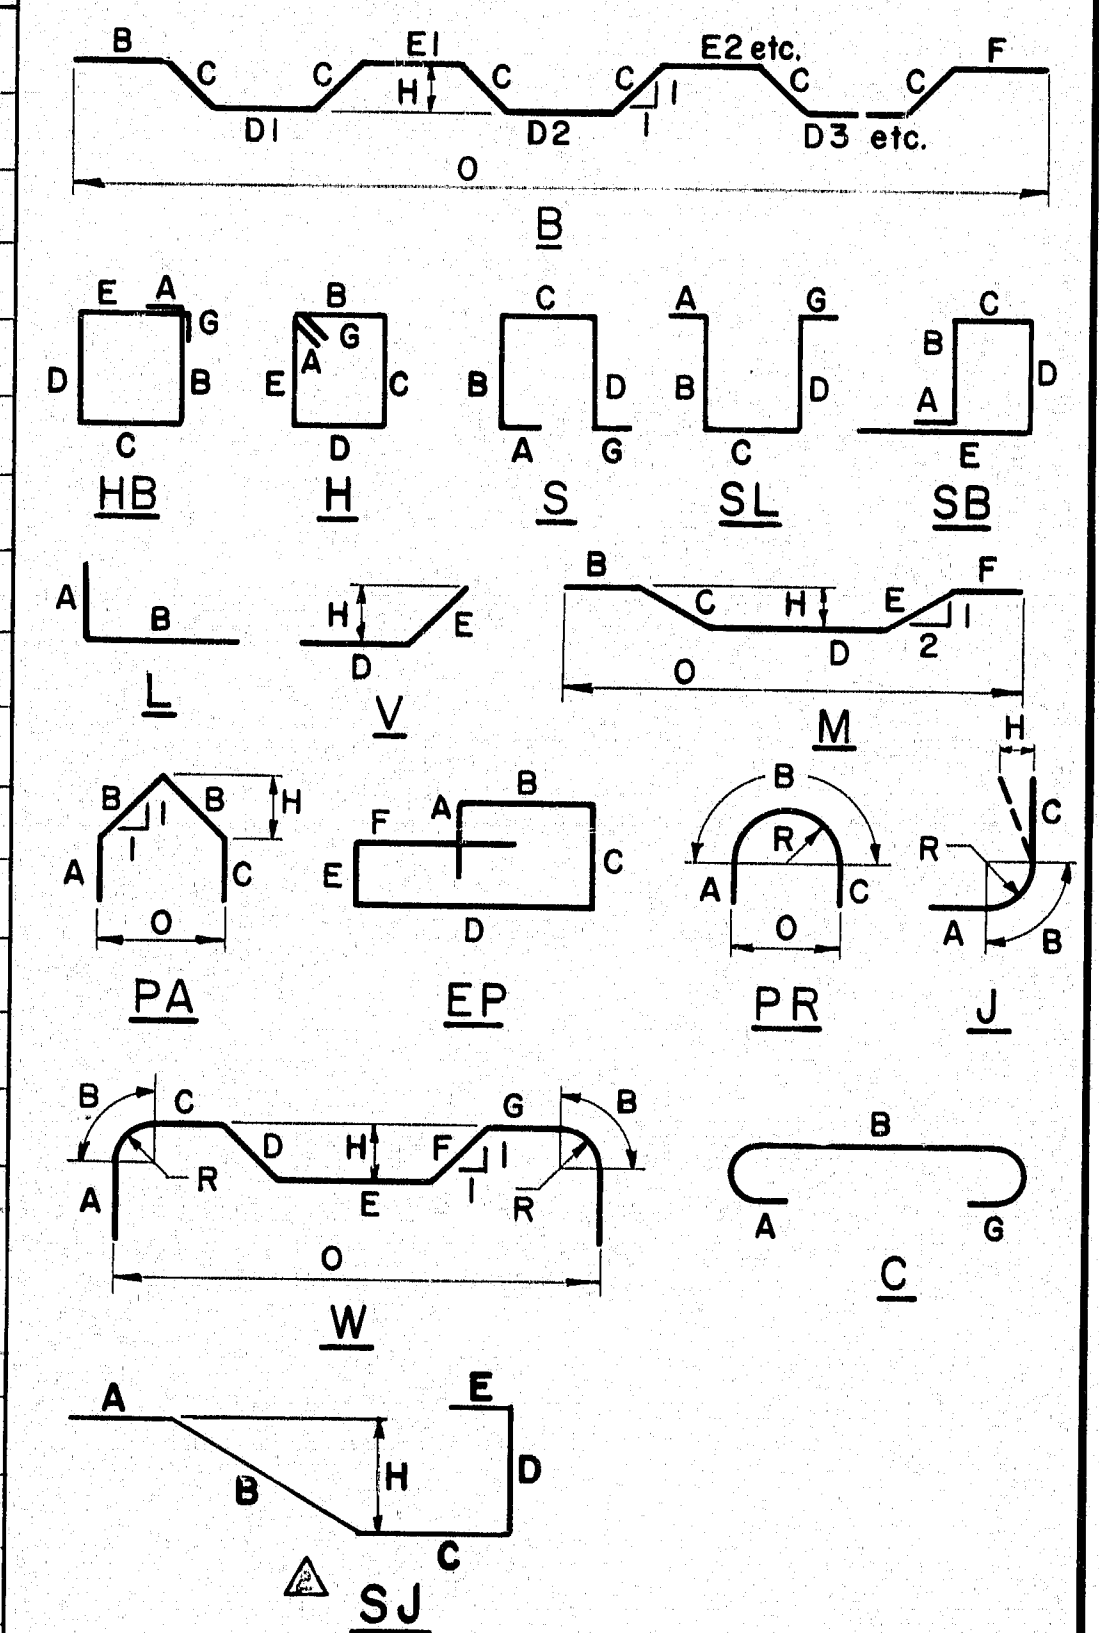 B C C E1 H C C 1 1 E2 etc. C C F
D1 D2 D3 etc.
O
B
E A G D B C
HB
B G A E C D
H
C B D A G
S
A G B D C
SL
C B D A E
SB
A B
L
H E D
V
B C H E 1 2 F D
O
M
B B 1 1 H A C
O
PA
B A F E C D
EP
B R A C
O
PR
H C R A B
J
B C D H F 1 1 G B
A R E R
O
W
B A G
C
A B H E D C
2
SJ